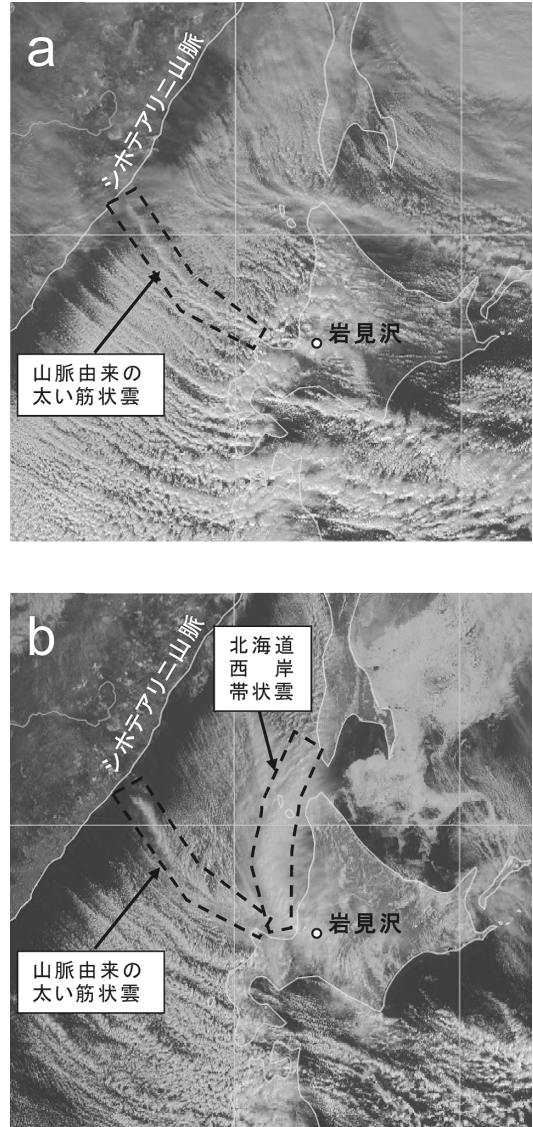 a
シホテアリニ山脈
岩見沢
山脈由来の
太い筋状雲
b
シホテアリニ山脈
北海道
西岸
帯状雲
岩見沢
山脈由来の
太い筋状雲